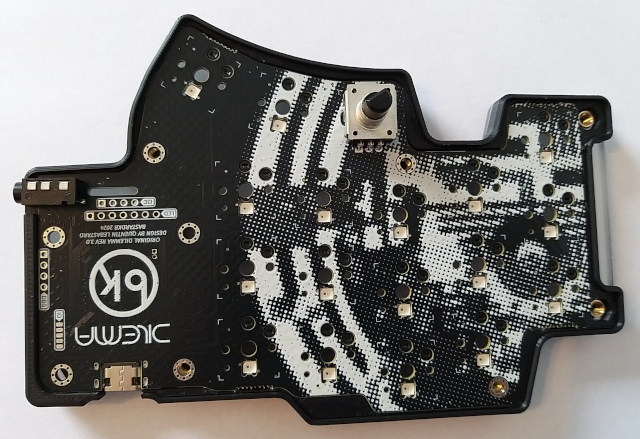 DILEMMA
bk
ORIGINAL DILEMMA REV 3.0
DESIGN BY QUENTIN LEBASTARD
BASTARDKB 2024